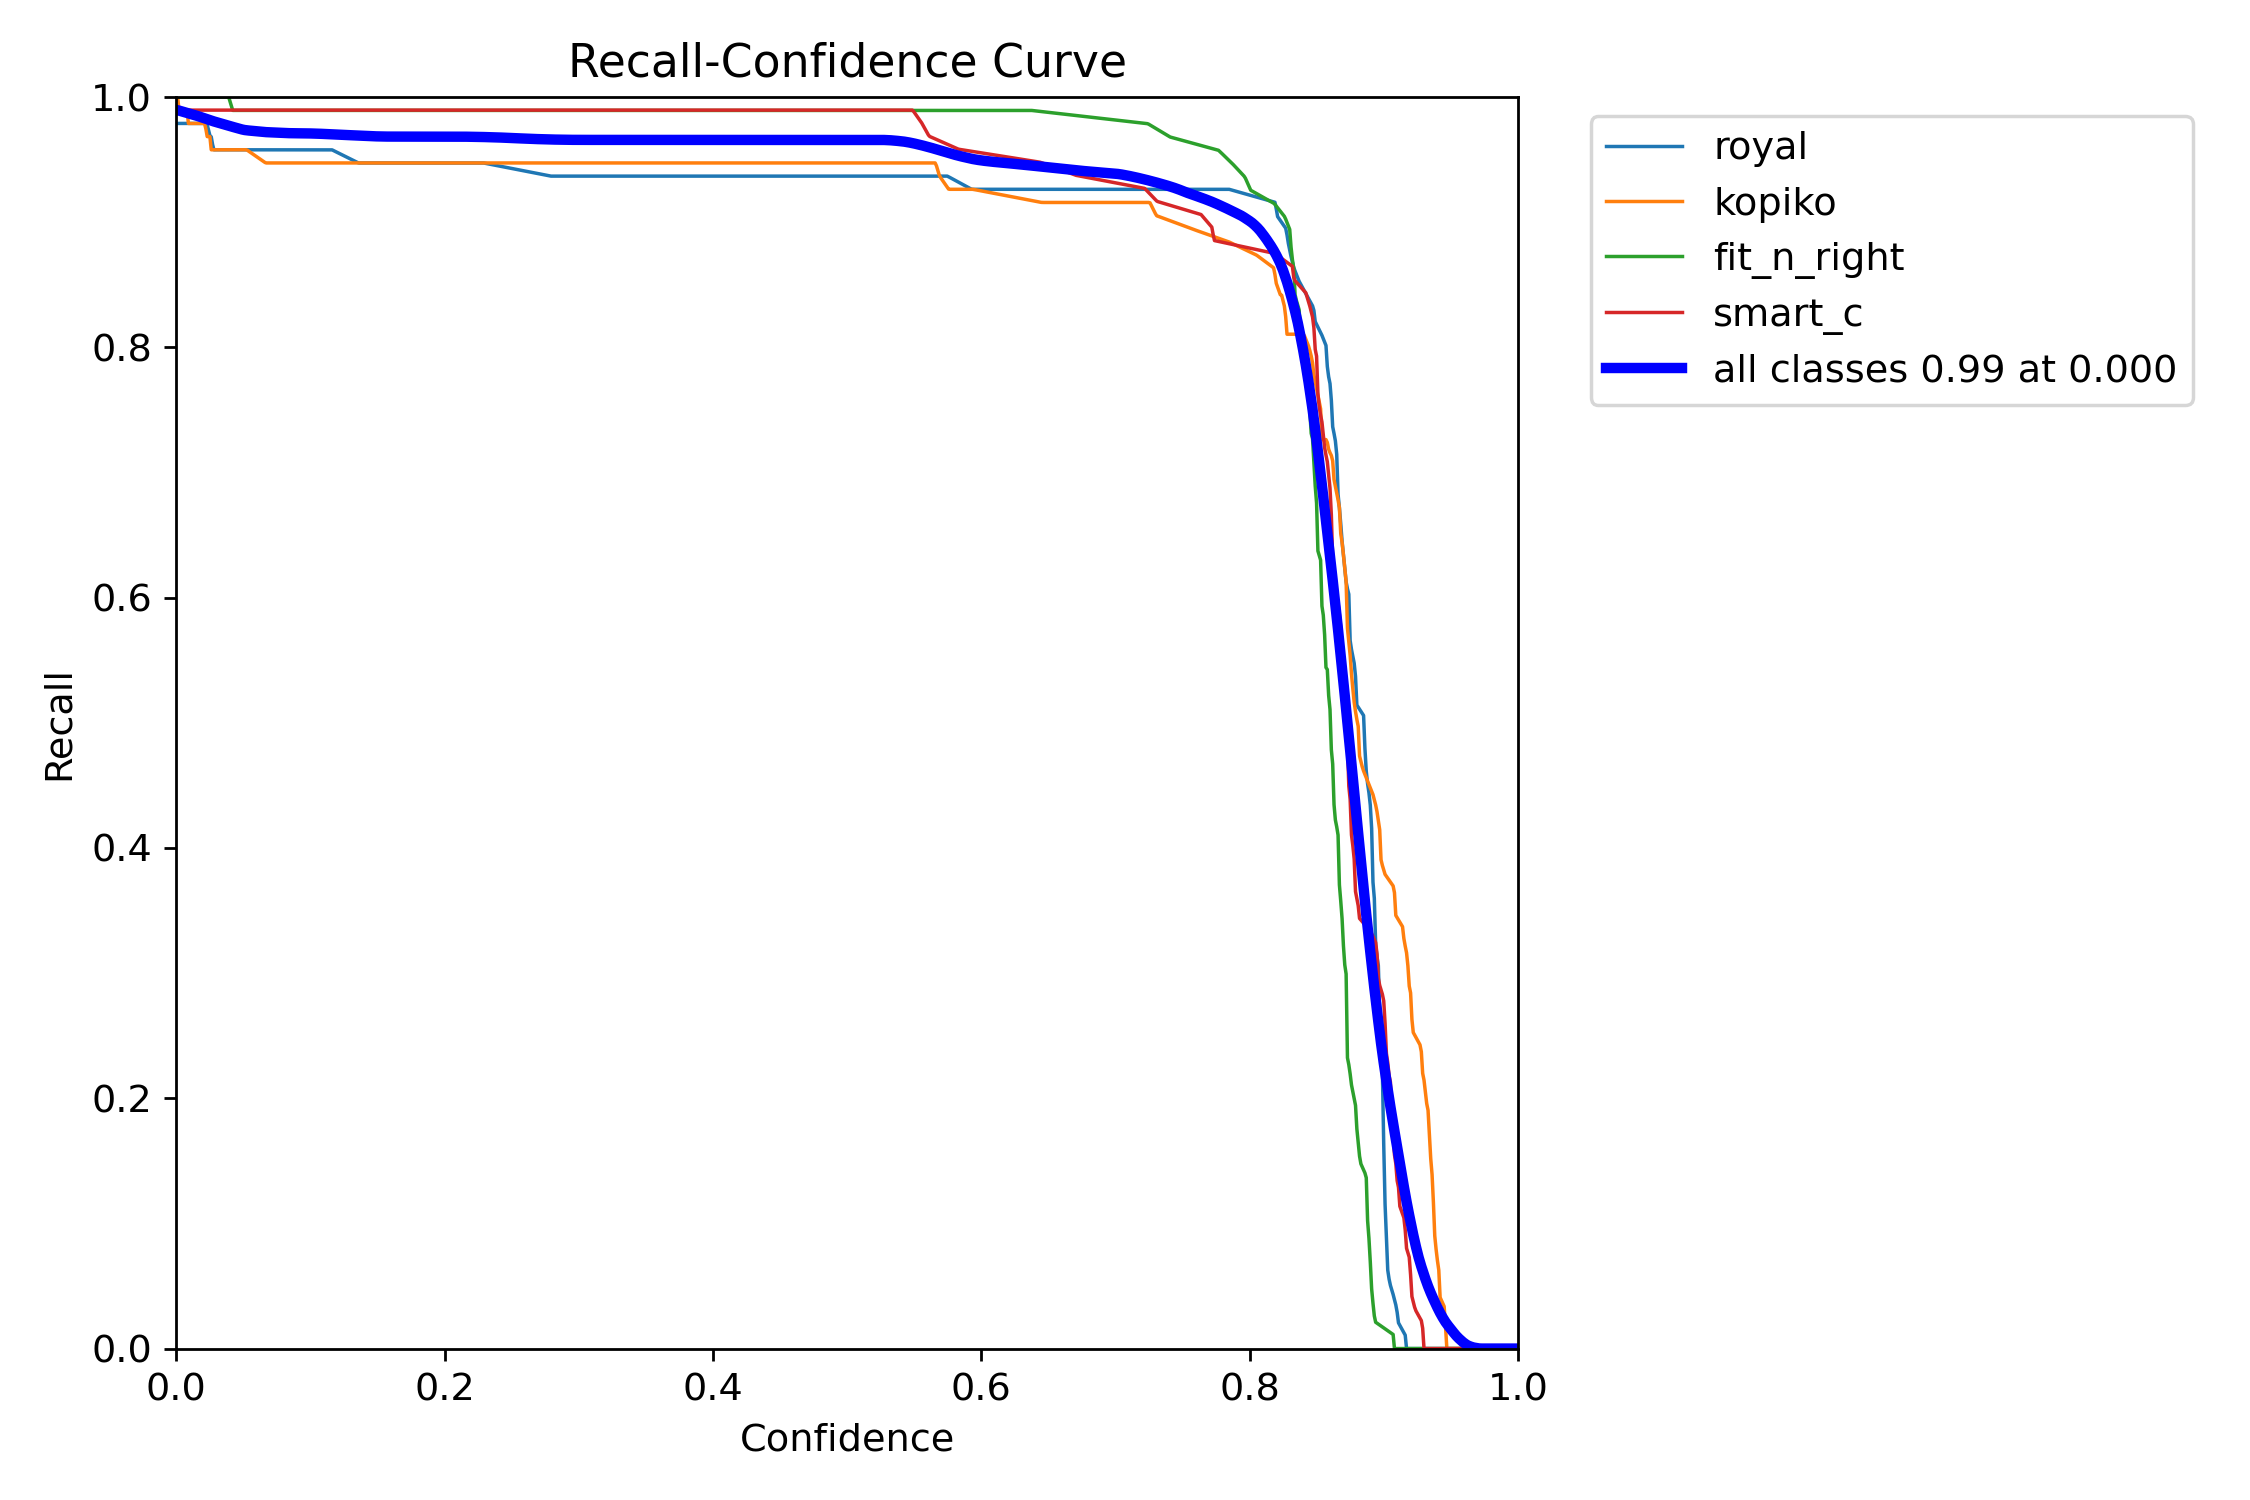 Recall-Confidence Curve
1.0
0.8
0.6
0.4
0.2
0.0
Recall
0.0 0.2 0.4 0.6 0.8 1.0
Confidence
royal
kopiko
fit_n_right
smart_c
all classes 0.99 at 0.000